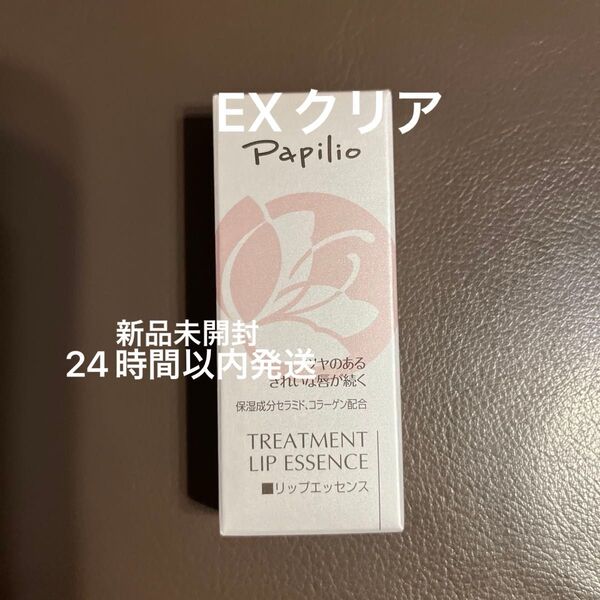 EX クリア
Papilio
新品未開封
24時間以内発送
ツヤのある
きれいな唇が続く
保湿成分セラミド、コラーゲン配合
TREATMENT
LIP ESSENCE
■リップエッセンス